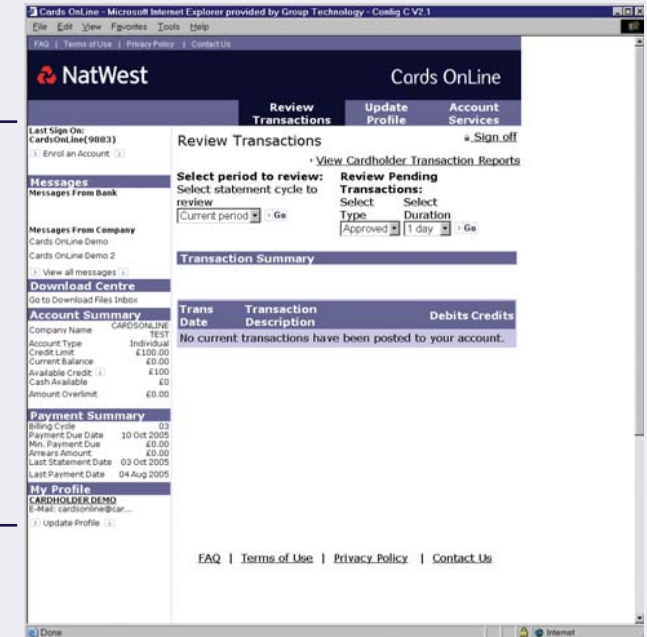 Cards OnLine - Microsoft Internet Explorer provided by Group Technology - Config C V2.1
File Edit View Favorites Tools Help
FAQ | Terms of Use | Privacy Policy | Contact Us
NatWest
Cards OnLine
Review Transactions
Update Profile
Account Services
Last Sign On:
CardsOnLine(9883)
Enrol an Account
Messages
Messages From Bank
Messages From Company
Cards OnLine Demo
Cards OnLine Demo 2
View all messages
Download Centre
Go to Download Files Inbox
Account Summary
Company Name CARDSONLINE TEST
Account Type Individual
Credit Limit £100.00
Current Balance £0.00
Available Credit £100
Cash Available £0
Amount Overlimit £0.00
Payment Summary
Billing Cycle 03
Payment Due Date 10 Oct 2005
Min. Payment Due £0.00
Arrears Amount £0.00
Last Statement Date 03 Oct 2005
Last Payment Date 04 Aug 2005
My Profile
CARDHOLDER DEMO
E-Mail: cardsonline@car...
Update Profile
Review Transactions
Sign off
View Cardholder Transaction Reports
Select period to review:
Select statement cycle to
review
Current period Go
Review Pending
Transactions:
Select Type
Select Duration
Approved 1 day Go
Transaction Summary
Trans Date
Transaction Description
Debits Credits
No current transactions have been posted to your account.
FAQ | Terms of Use | Privacy Policy | Contact Us
Done
Internet